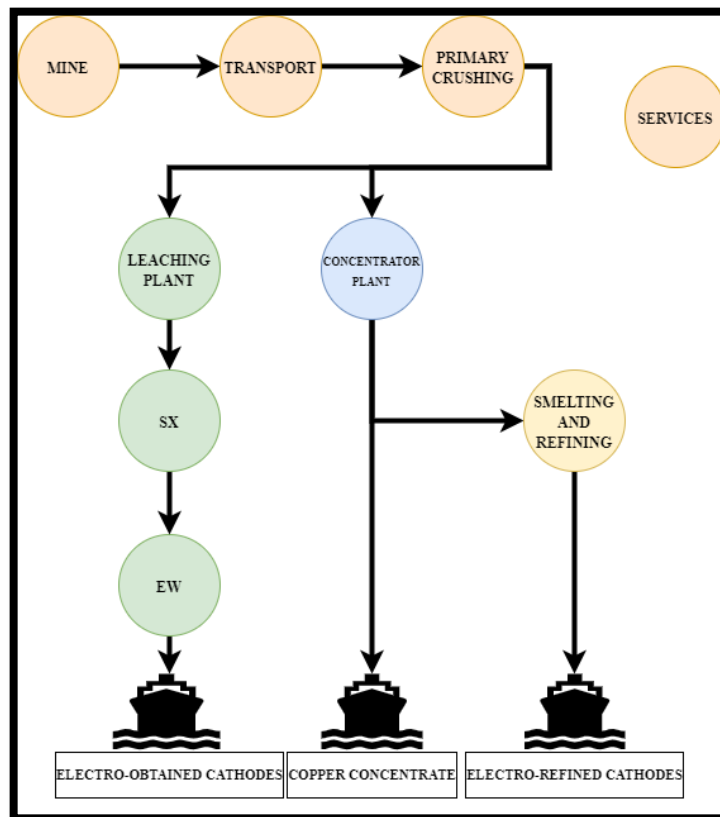 MINE
TRANSPORT
PRIMARY
CRUSHING
SERVICES
LEACHING
PLANT
CONCENTRATOR
PLANT
SX
SMELTING
AND
REFINING
EW
ELECTRO-OBTAINED CATHODES
COPPER CONCENTRATE
ELECTRO-REFINED CATHODES